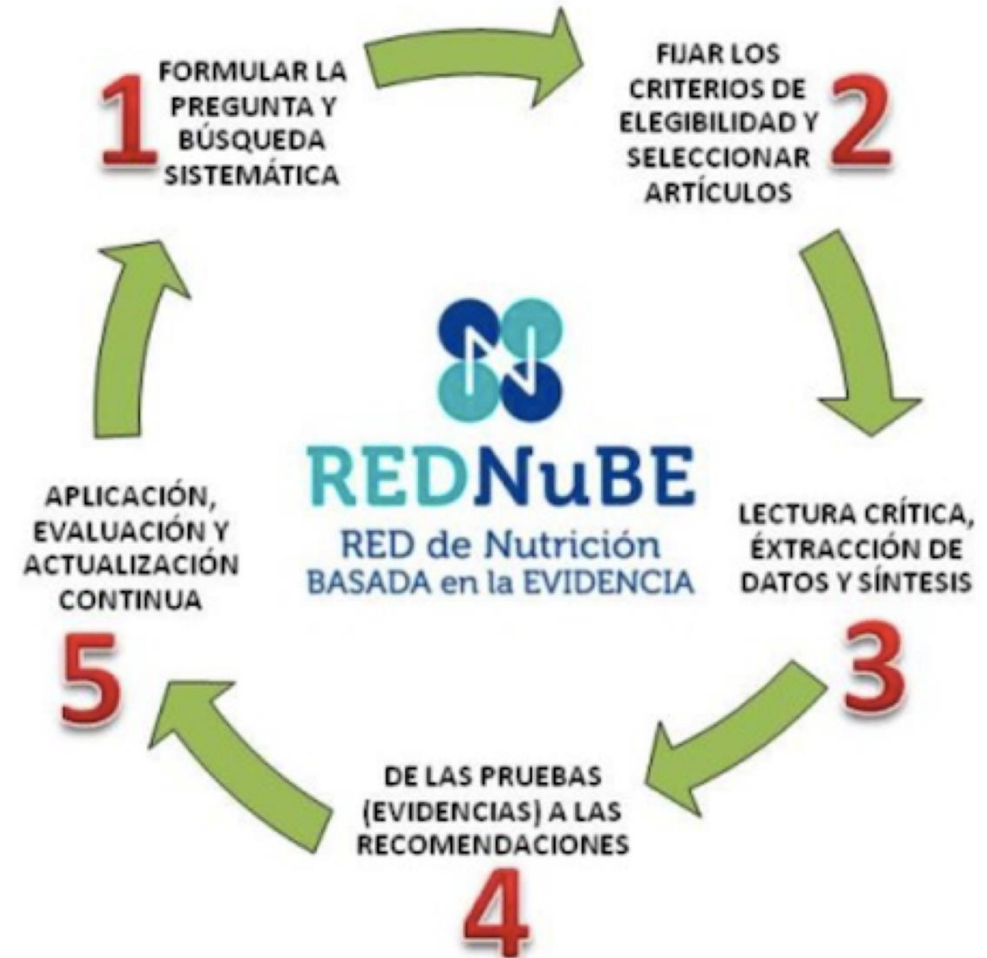 1
FORMULAR LA
PREGUNTA Y
BÚSQUEDA
SISTEMÁTICA
FIJAR LOS
CRITERIOS DE
ELEGIBILIDAD Y
SELECCIONAR
ARTÍCULOS
2
LECTURA CRÍTICA,
ÉXTRACCIÓN DE
DATOS Y SÍNTESIS
3
DE LAS PRUEBAS
(EVIDENCIAS) A LAS
RECOMENDACIONES
4
APLICACIÓN,
EVALUACIÓN Y
ACTUALIZACIÓN
CONTINUA
5
N
REDNuBE
RED de Nutrición
BASADA en la EVIDENCIA